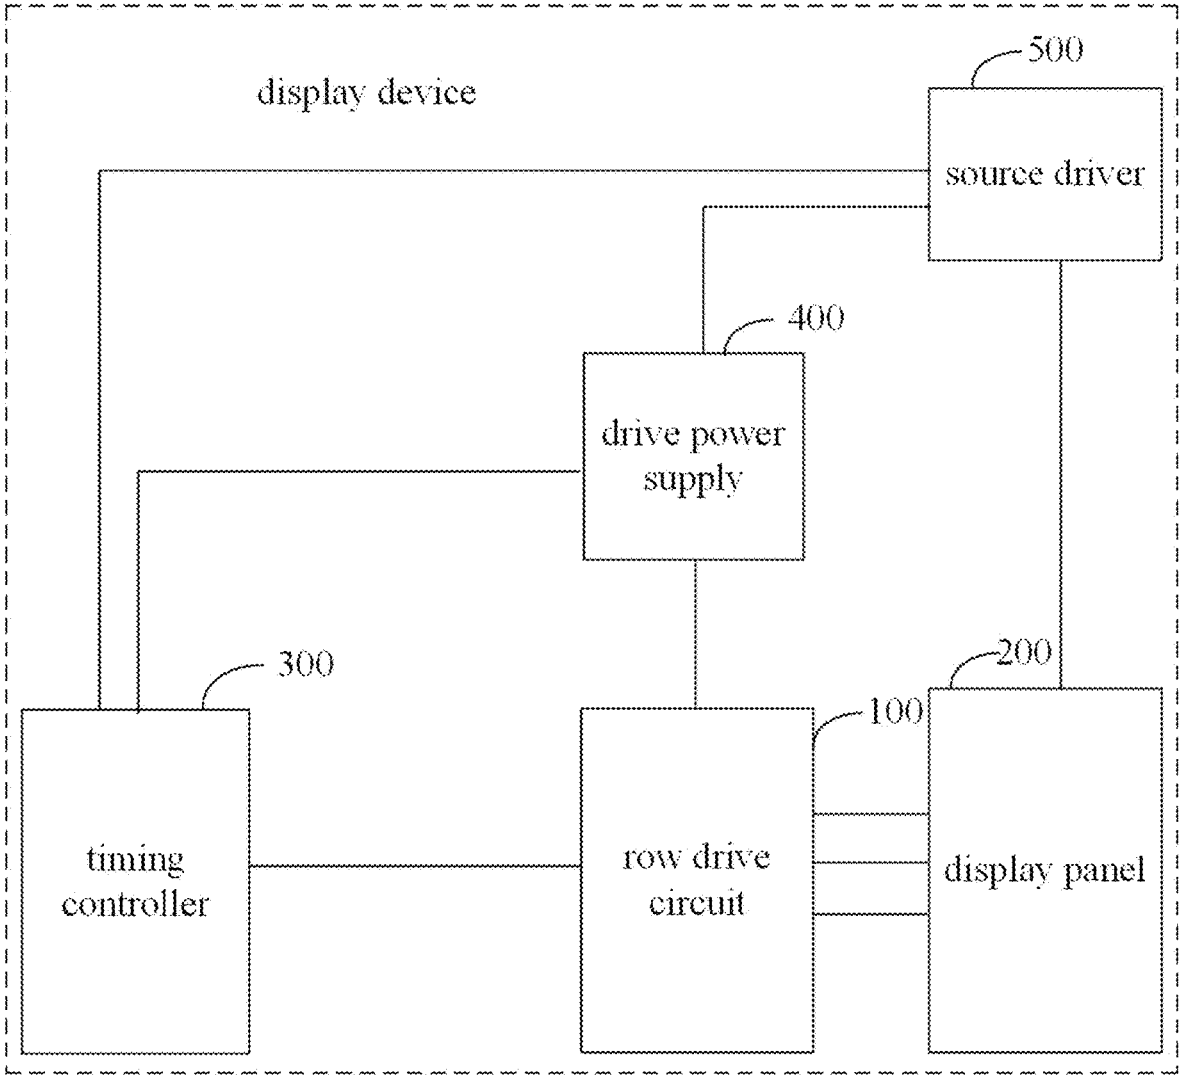 500
display device
source driver
400
drive power
supply
300
200
100
timing
controller
row drive
circuit
display panel